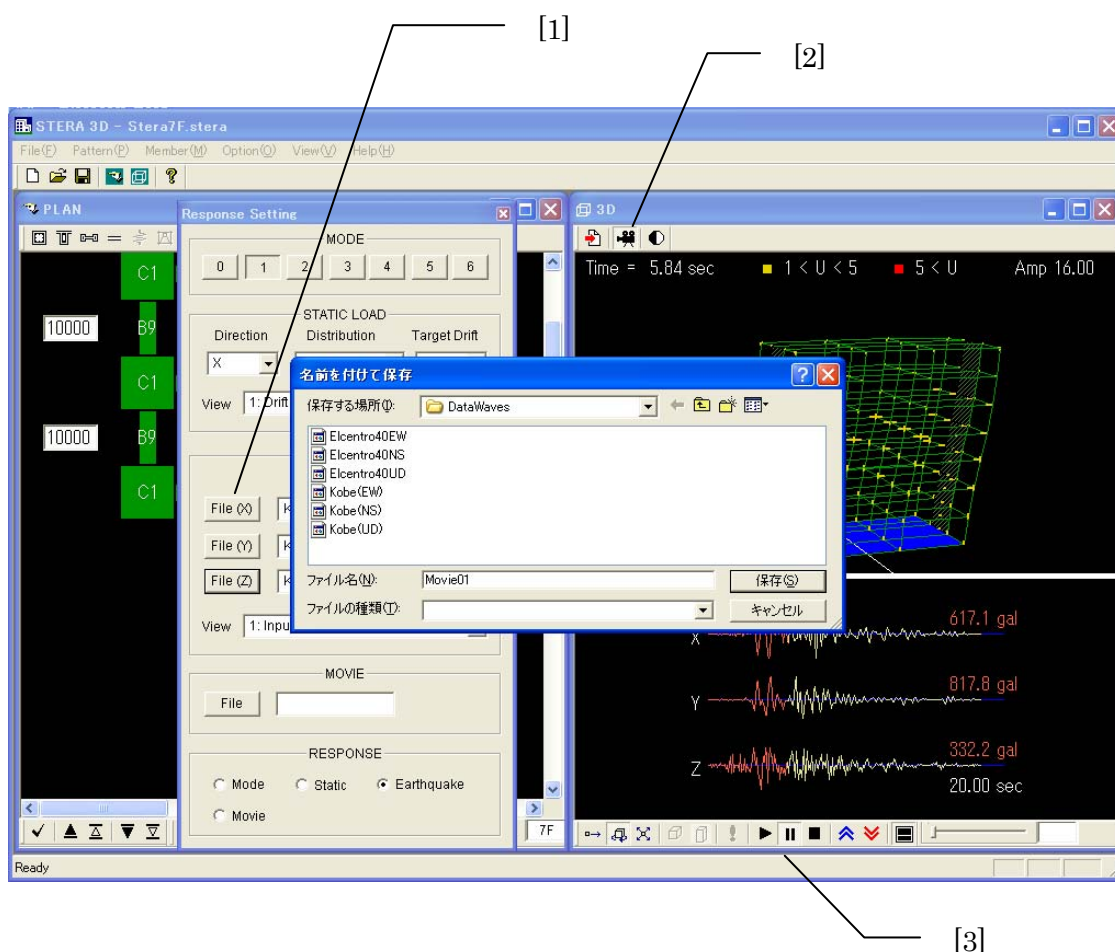 [1]
[2]
STERA 3D - Stera7F.stera
File(F) Pattern(P) Member(M) Option(O) View(V) Help(H)
PLAN
Response Setting
3D
MODE
0 1 2 3 4 5 6
Time = 5.84 sec 1 < U < 5 5 < U Amp 16.00
C1
STATIC LOAD
10000 B9
Direction Distribution Target Drift
X
C1
View 1: Drift
名前を付けて保存
保存する場所(I): DataWaves
10000 B9
Elcentro40EW
Elcentro40NS
Elcentro40UD
Kobe(EW)
Kobe(NS)
Kobe(UD)
C1
File (X) K
File (Y) K
File (Z) K
ファイル名(N): Movie01 保存(S)
ファイルの種類(T): キャンセル
View 1: Inpu
X 617.1 gal
MOVIE
File
Y 817.8 gal
RESPONSE
Mode Static Earthquake
Movie
Z 332.2 gal
20.00 sec
7F
Ready
[3]